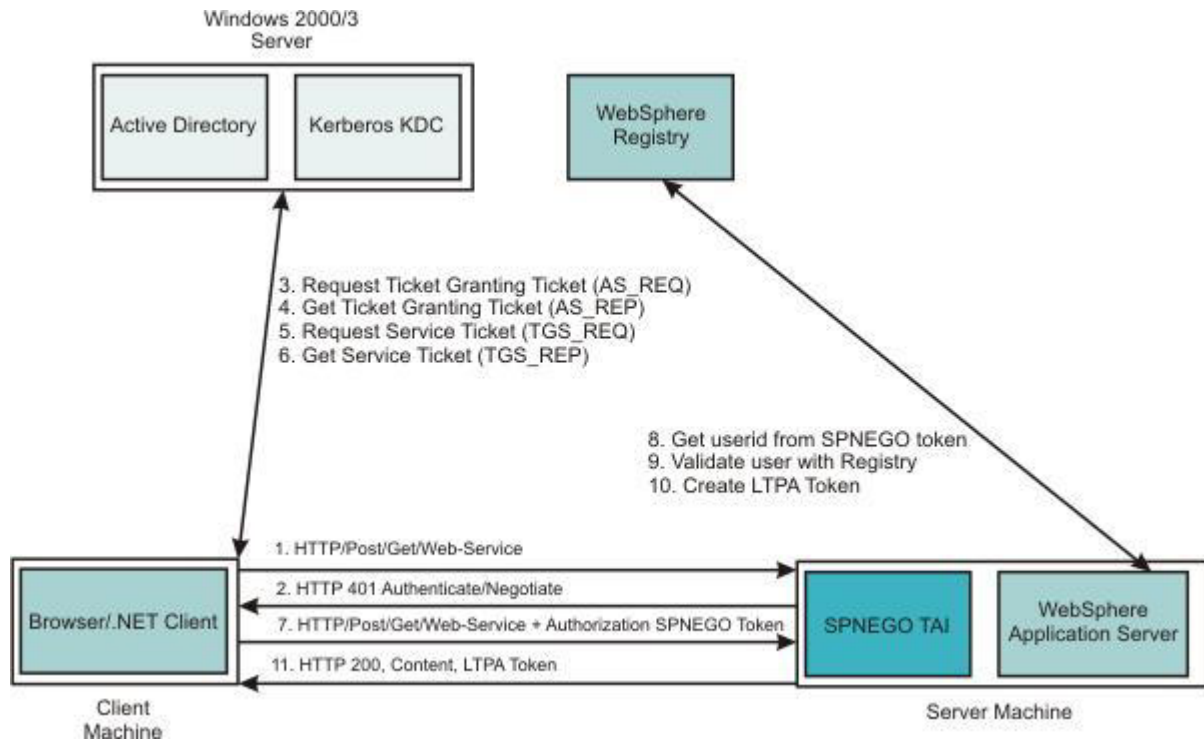 Windows 2000/3
Server
Active Directory
Kerberos KDC
WebSphere
Registry
3. Request Ticket Granting Ticket (AS_REQ)
4. Get Ticket Granting Ticket (AS_REP)
5. Request Service Ticket (TGS_REQ)
6. Get Service Ticket (TGS_REP)
8. Get userid from SPNEGO token
9. Validate user with Registry
10. Create LTPA Token
1. HTTP/Post/Get/Web-Service
2. HTTP 401 Authenticate/Negotiate
7. HTTP/Post/Get/Web-Service + Authorization SPNEGO Token
11. HTTP 200, Content, LTPA Token
Browser/.NET Client
SPNEGO TAI
WebSphere
Application Server
Client
Machine
Server Machine